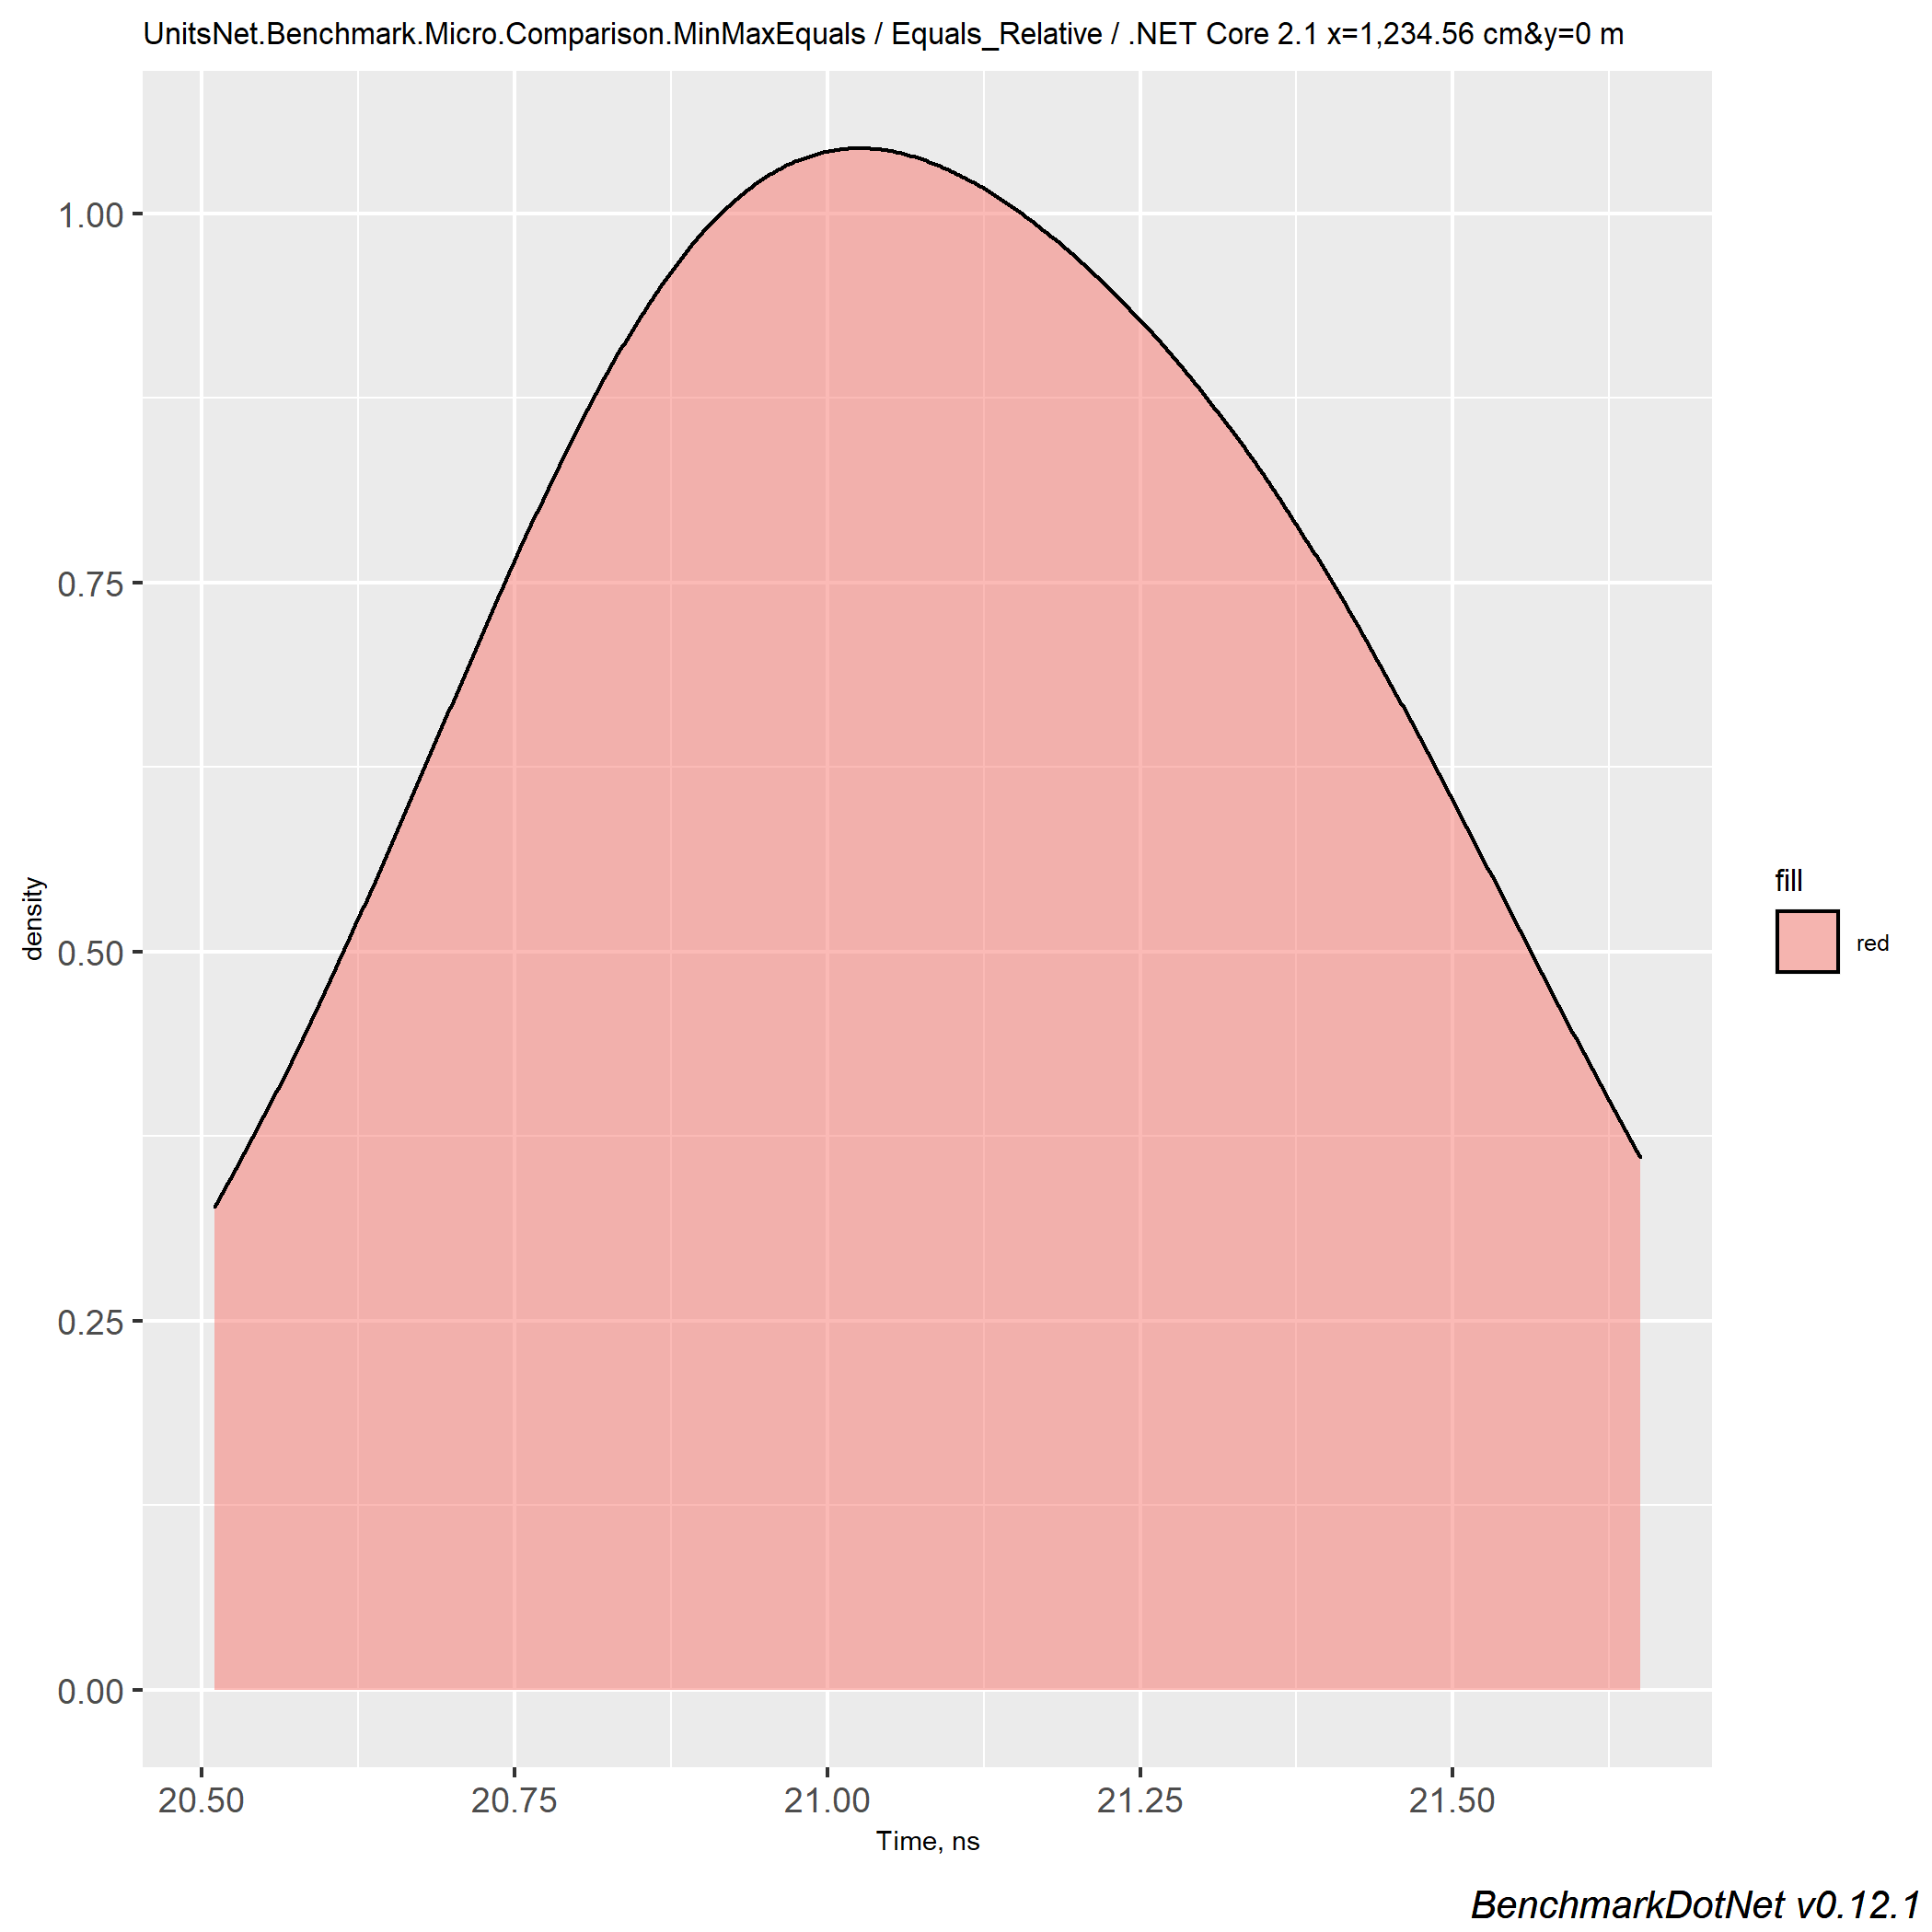 UnitsNet.Benchmark.Micro.Comparison.MinMaxEquals / Equals_Relative / .NET Core 2.1 x=1,234.56 cm&y=0 m
1.00
0.75
0.50
0.25
0.00
density
20.50 20.75 21.00 21.25 21.50
Time, ns
fill
red
BenchmarkDotNet v0.12.1